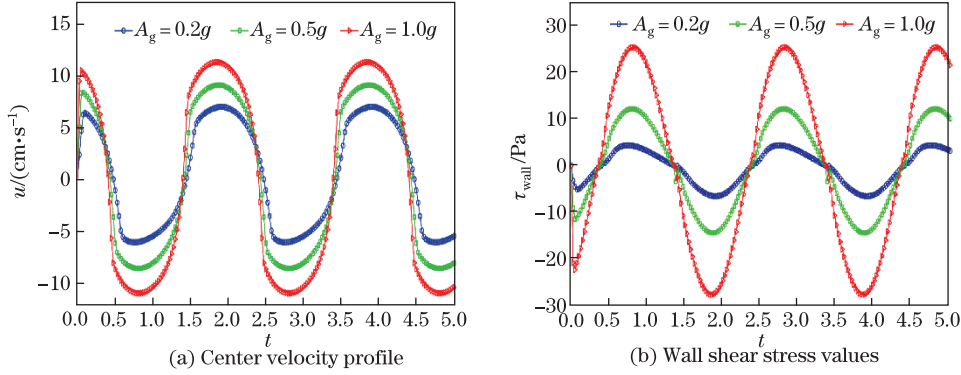 A_g = 0.2g A_g = 0.5g A_g = 1.0g
u/(cm·s⁻¹)
15
10
5
0
−5
−10
0.0 0.5 1.0 1.5 2.0 2.5 3.0 3.5 4.0 4.5 5.0
t
(a) Center velocity profile
A_g = 0.2g A_g = 0.5g A_g = 1.0g
τ_wall/Pa
30
20
10
0
−10
−20
−30
0.0 0.5 1.0 1.5 2.0 2.5 3.0 3.5 4.0 4.5 5.0
t
(b) Wall shear stress values